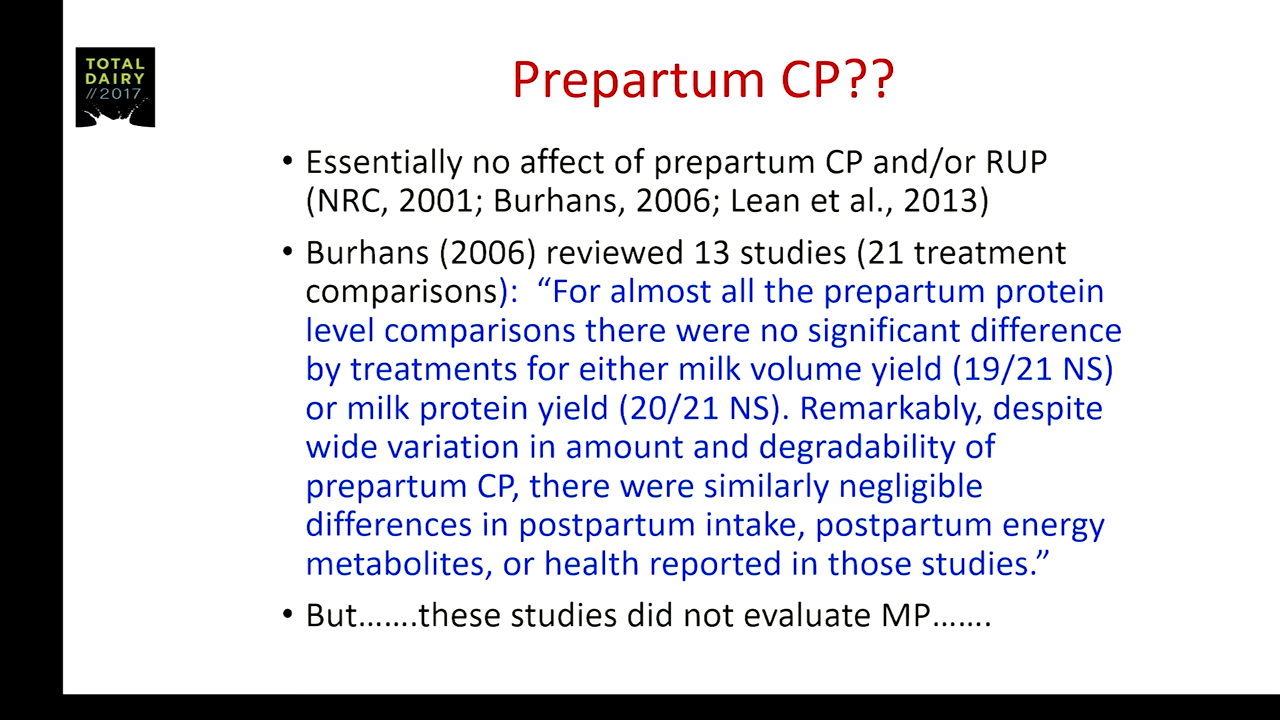 TOTAL
DAIRY
//2017
Prepartum CP??
• Essentially no affect of prepartum CP and/or RUP
(NRC, 2001; Burhans, 2006; Lean et al., 2013)
• Burhans (2006) reviewed 13 studies (21 treatment
comparisons): “For almost all the prepartum protein
level comparisons there were no significant difference
by treatments for either milk volume yield (19/21 NS)
or milk protein yield (20/21 NS). Remarkably, despite
wide variation in amount and degradability of
prepartum CP, there were similarly negligible
differences in postpartum intake, postpartum energy
metabolites, or health reported in those studies.”
• But…….these studies did not evaluate MP…….